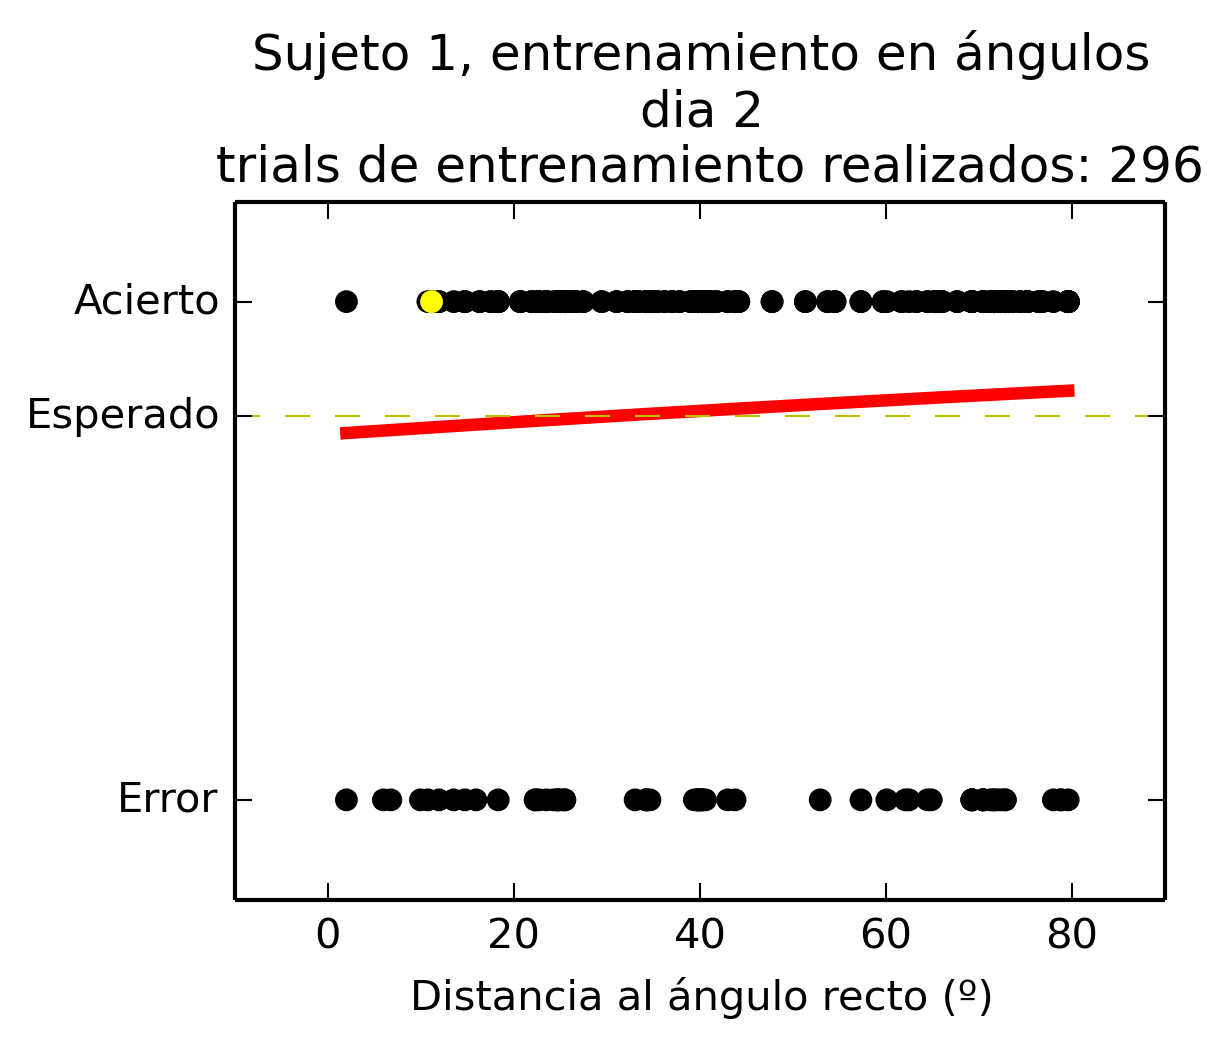 Sujeto 1, entrenamiento en ángulos
dia 2
trials de entrenamiento realizados: 296
Acierto
Esperado
Error
0 20 40 60 80
Distancia al ángulo recto (º)